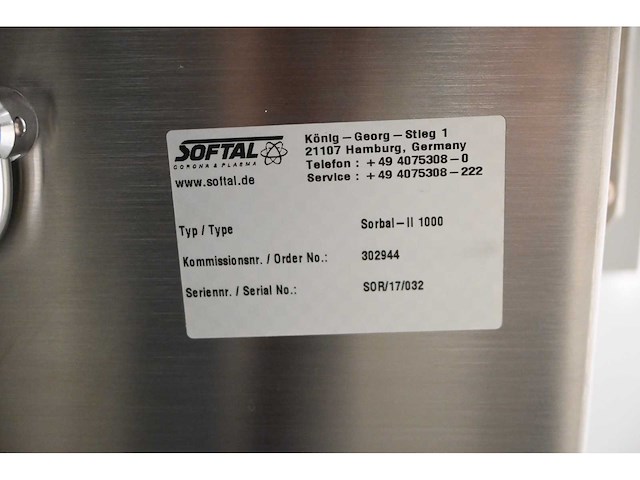 SOFTAL
CORONA & PLASMA
www.softal.de
König – Georg – Stieg 1
21107 Hamburg, Germany
Telefon : + 49 4075308 – 0
Service : + 49 4075308 – 222
Typ / Type Sorbal – II 1000
Kommissionsnr. / Order No.: 302944
Seriennr. / Serial No.: SOR/17/032